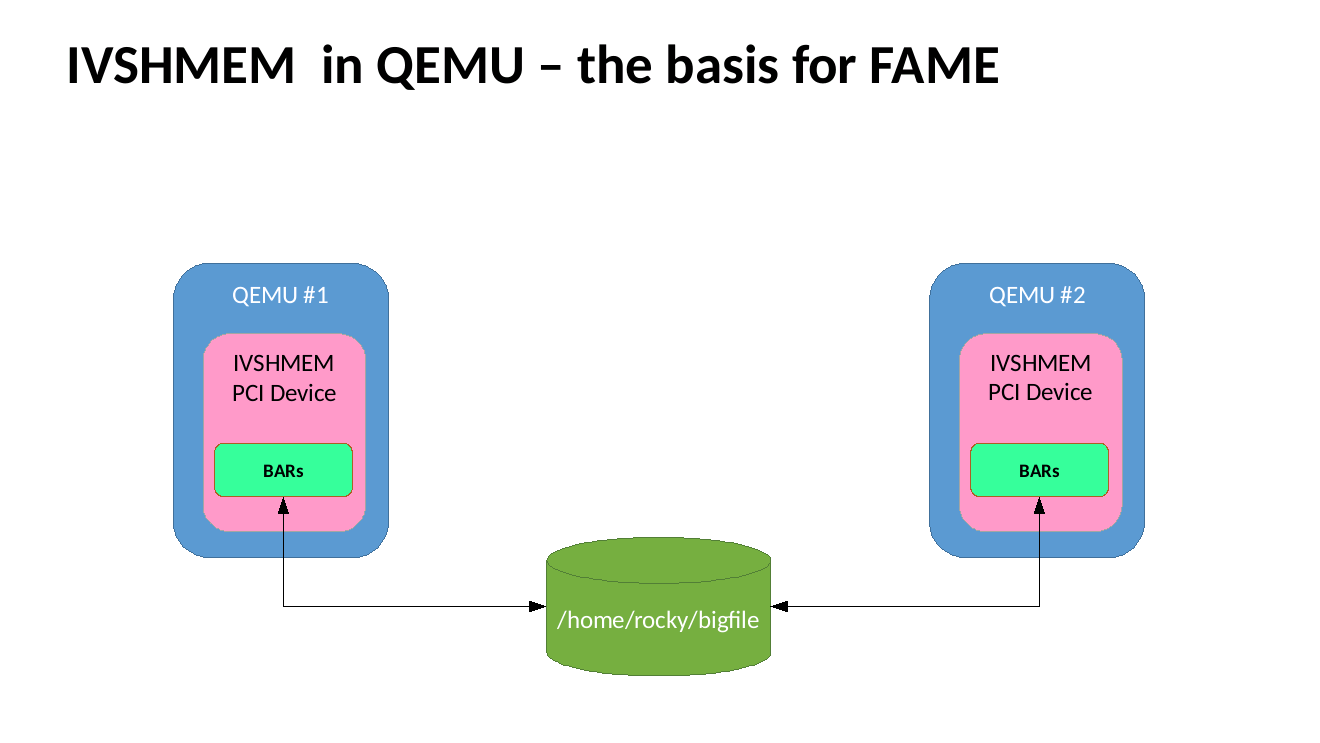 IVSHMEM  in QEMU – the basis for FAME
QEMU #1
IVSHMEM
PCI Device
BARs
QEMU #2
IVSHMEM
PCI Device
BARs
/home/rocky/bigfile